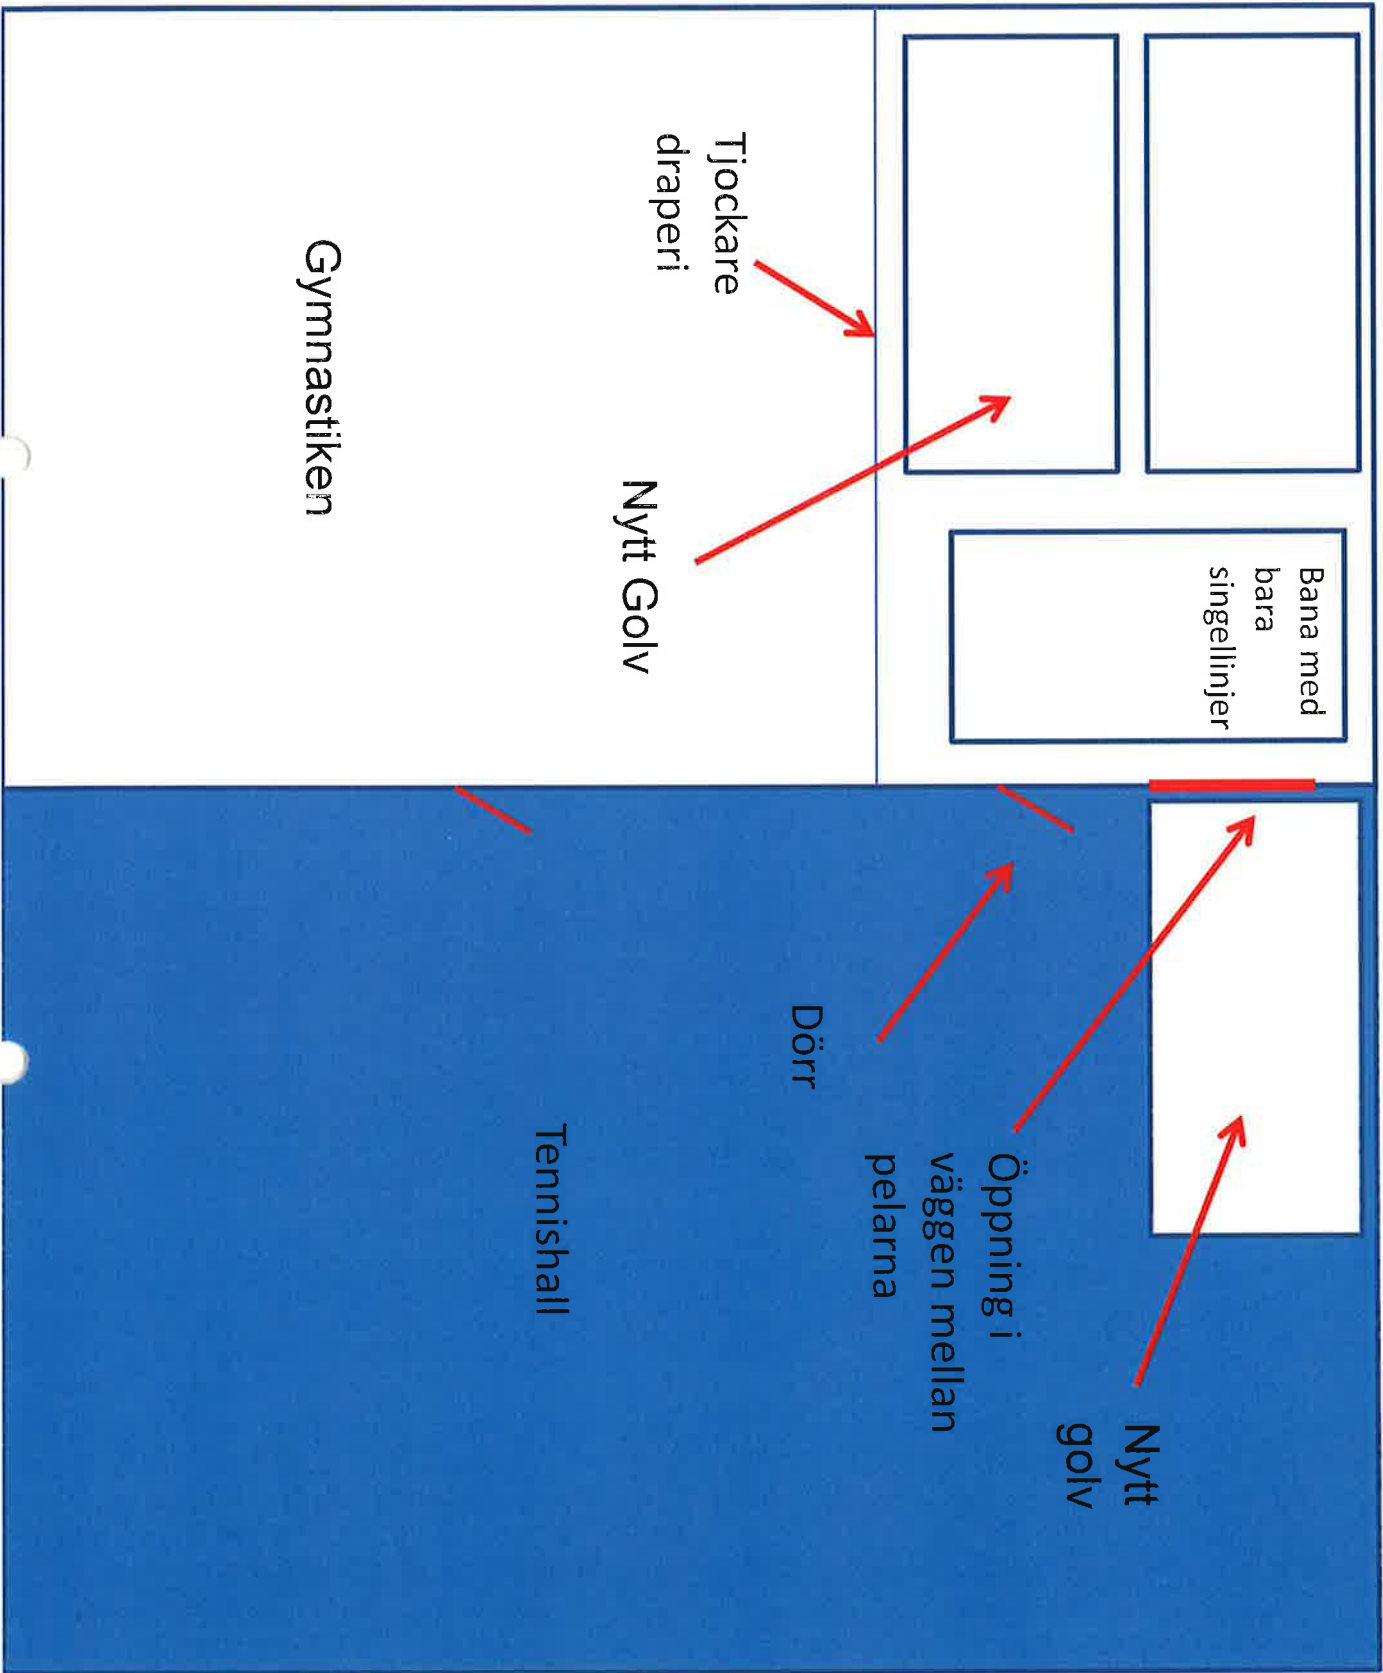 Bana med
bara
singellinjer
Tjockare
draperi
Nytt Golv
Gymnastiken
Nytt
golv
Öppning i
väggen mellan
pelarna
Dörr
Tennishall